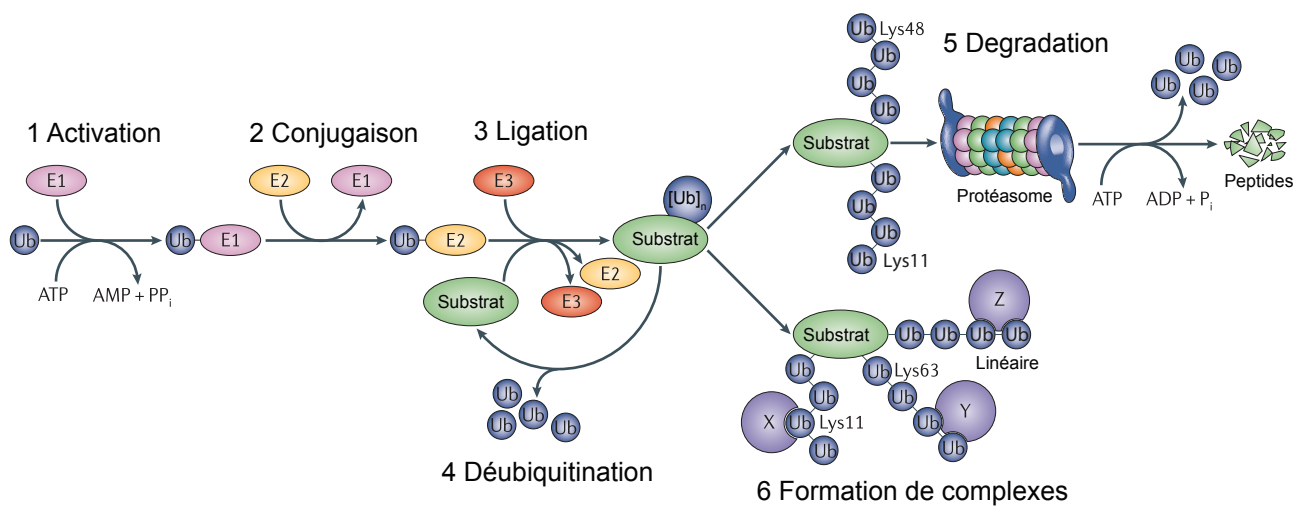 1 Activation
E1
Ub
ATP
AMP + PPi
Ub
E1
2 Conjugaison
E2
E1
Ub
E2
3 Ligation
E3
Substrat
E3
E2
[Ub]n
Substrat
4 Déubiquitination
Ub
Ub
Ub
Ub
Ub Lys48
Ub
Ub
Ub
Substrat
Ub
Ub
Ub
Ub Lys11
5 Degradation
Protéasome
ATP
ADP + Pi
Ub
Ub
Ub
Ub
Ub
Peptides
Substrat
Ub
Ub
Ub
Ub
Z
Linéaire
Ub
Lys63
Ub
Ub
Ub
Y
Ub
Ub
X
Ub
Lys11
Ub
6 Formation de complexes